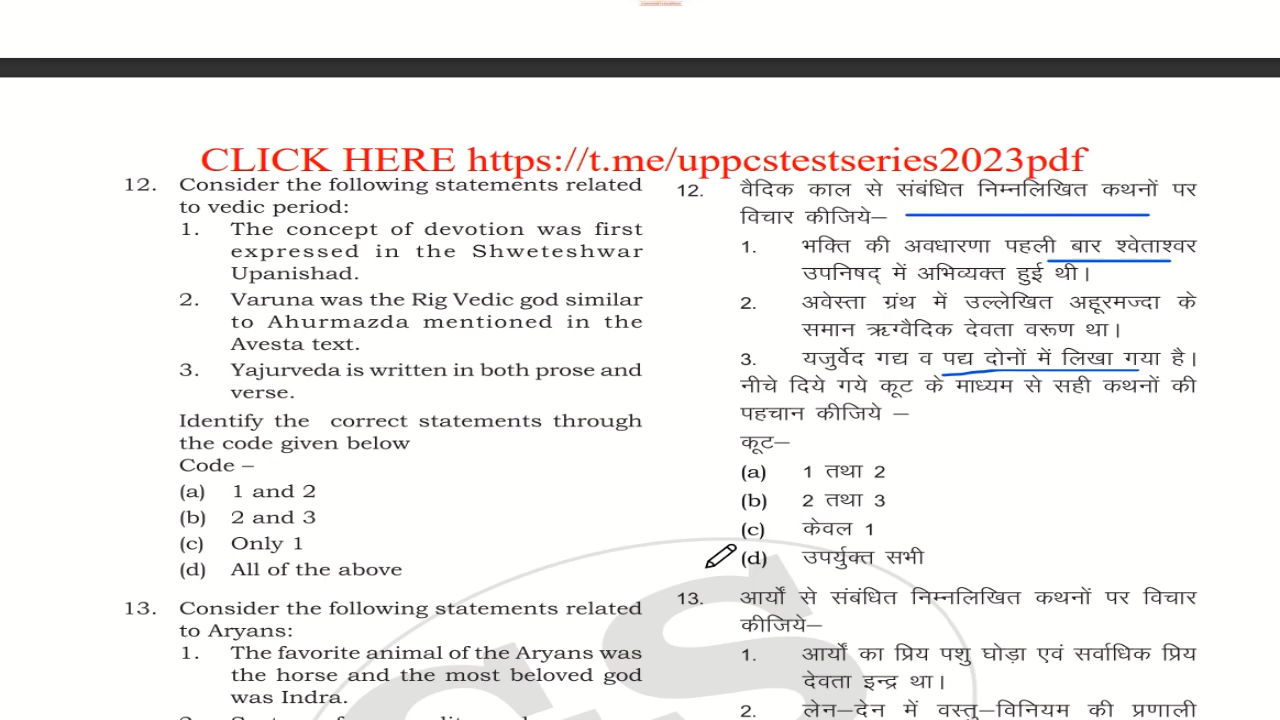 CLICK HERE https://t.me/uppcstestseries2023pdf
12. Consider the following statements related
to vedic period:
1. The concept of devotion was first
expressed in the Shweteshwar
Upanishad.
2. Varuna was the Rig Vedic god similar
to Ahurmazda mentioned in the
Avesta text.
3. Yajurveda is written in both prose and
verse.
Identify the correct statements through
the code given below
Code –
(a) 1 and 2
(b) 2 and 3
(c) Only 1
(d) All of the above
13. Consider the following statements related
to Aryans:
1. The favorite animal of the Aryans was
the horse and the most beloved god
was Indra.
12. वैदिक काल से संबंधित निम्नलिखित कथनों पर
विचार कीजिये–
1. भक्ति की अवधारणा पहली बार श्वेताश्वर
उपनिषद् में अभिव्यक्त हुई थी।
2. अवेस्ता ग्रंथ में उल्लेखित अहूरमज्दा के
समान ऋग्वैदिक देवता वरूण था।
3. यजुर्वेद गद्य व पद्य दोनों में लिखा गया है।
नीचे दिये गये कूट के माध्यम से सही कथनों की
पहचान कीजिये –
कूट–
(a) 1 तथा 2
(b) 2 तथा 3
(c) केवल 1
(d) उपर्युक्त सभी
13. आर्यों से संबंधित निम्नलिखित कथनों पर विचार
कीजिये–
1. आर्यों का प्रिय पशु घोड़ा एवं सर्वाधिक प्रिय
देवता इन्द्र था।
2. लेन–देन में वस्तु–विनियम की प्रणाली